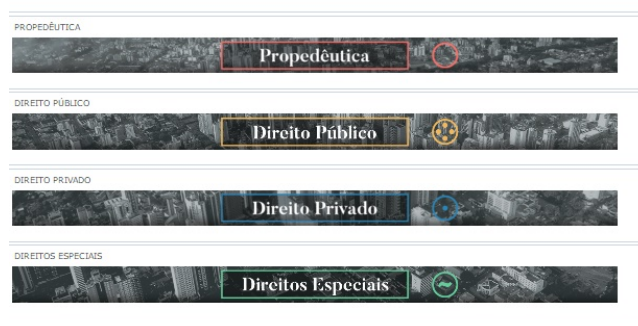 PROPEDÊUTICA
Propedêutica
DIREITO PÚBLICO
Direito Público
DIREITO PRIVADO
Direito Privado
DIREITOS ESPECIAIS
Direitos Especiais